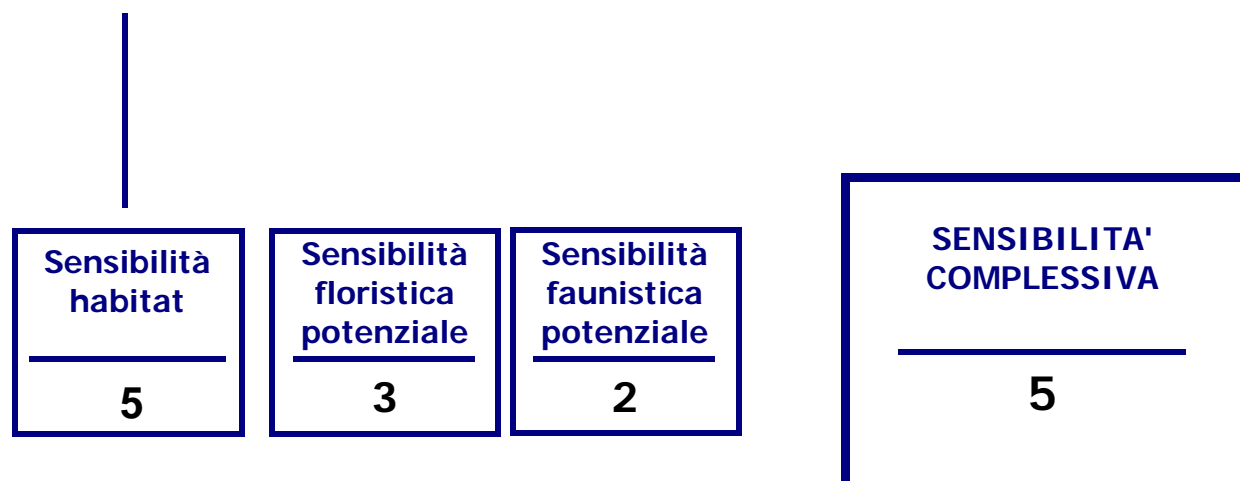 Sensibilità
habitat
5
Sensibilità
floristica
potenziale
3
Sensibilità
faunistica
potenziale
2
SENSIBILITA'
COMPLESSIVA
5